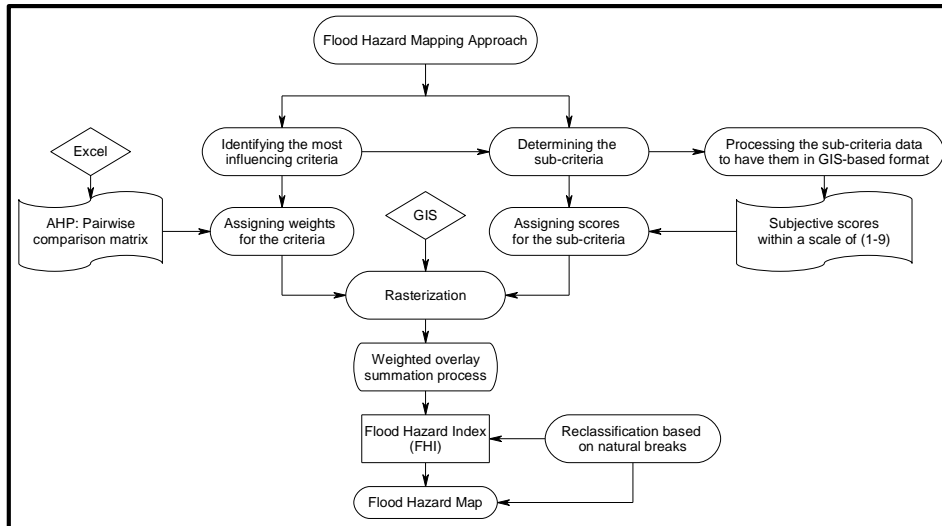 Flood Hazard Mapping Approach
Identifying the most
influencing criteria
Determining the
sub-criteria
Processing the sub-criteria data
to have them in GIS-based format
Excel
AHP: Pairwise
comparison matrix
Assigning weights
for the criteria
GIS
Assigning scores
for the sub-criteria
Subjective scores
within a scale of (1-9)
Rasterization
Weighted overlay
summation process
Flood Hazard Index
(FHI)
Reclassification based
on natural breaks
Flood Hazard Map